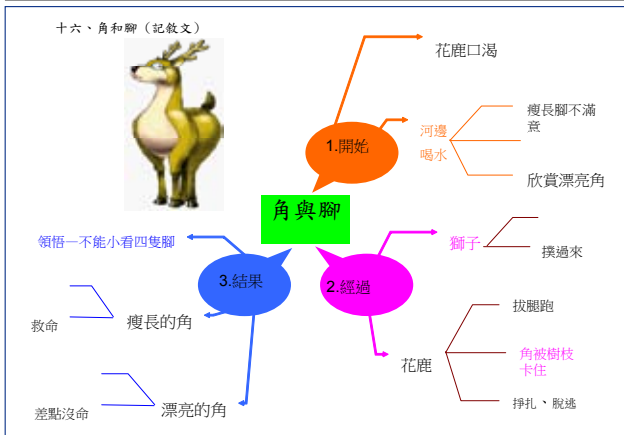 十六、角和腳（記敘文）
花鹿口渴
1.開始
河邊
喝水
瘦長腳不滿
意
欣賞漂亮角
角與腳
2.經過
獅子
撲過來
花鹿
拔腿跑
角被樹枝
卡住
掙扎、脫逃
3.結果
領悟—不能小看四隻腳
瘦長的角
救命
漂亮的角
差點沒命